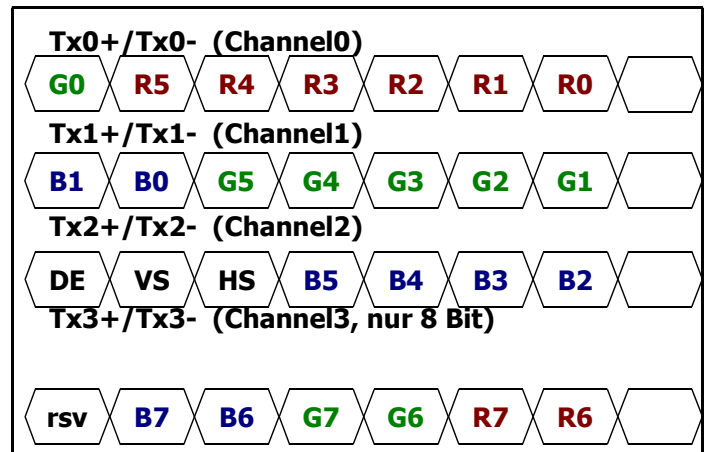 Tx0+/Tx0- (Channel0)
G0 R5 R4 R3 R2 R1 R0
Tx1+/Tx1- (Channel1)
B1 B0 G5 G4 G3 G2 G1
Tx2+/Tx2- (Channel2)
DE VS HS B5 B4 B3 B2
Tx3+/Tx3- (Channel3, nur 8 Bit)
rsv B7 B6 G7 G6 R7 R6